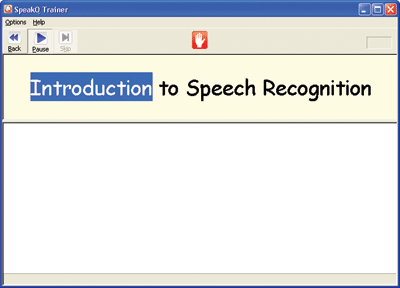 SpeakQ Trainer
Options Help
Back Pause Skip
Introduction to Speech Recognition